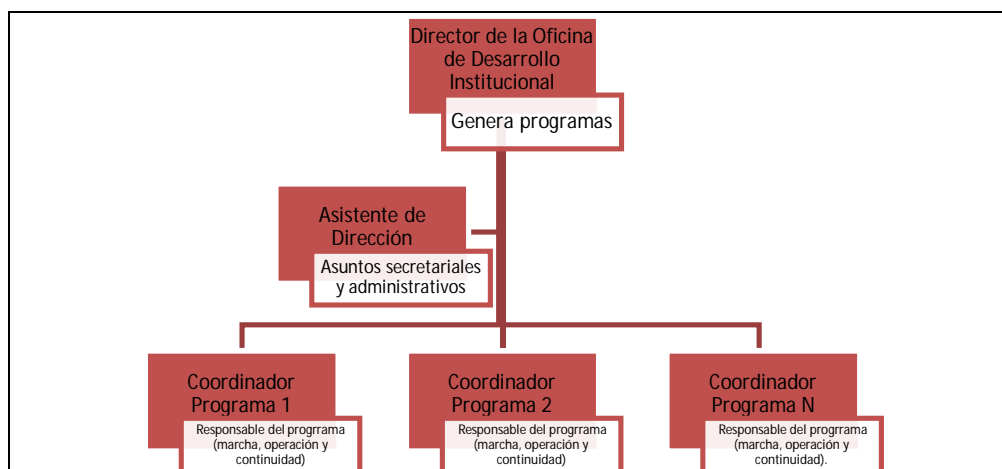 Director de la Oficina
de Desarrollo
Institucional
Genera programas
Asistente de
Dirección
Asuntos secretariales
y administrativos
Coordinador
Programa 1
Responsable del progrrama
(marcha, operación y
continuidad)
Coordinador
Programa 2
Responsable del progrrama
(marcha, operación y
continuidad)
Coordinador
Programa N
Responsable del progrrama
(marcha, operación y
continuidad).